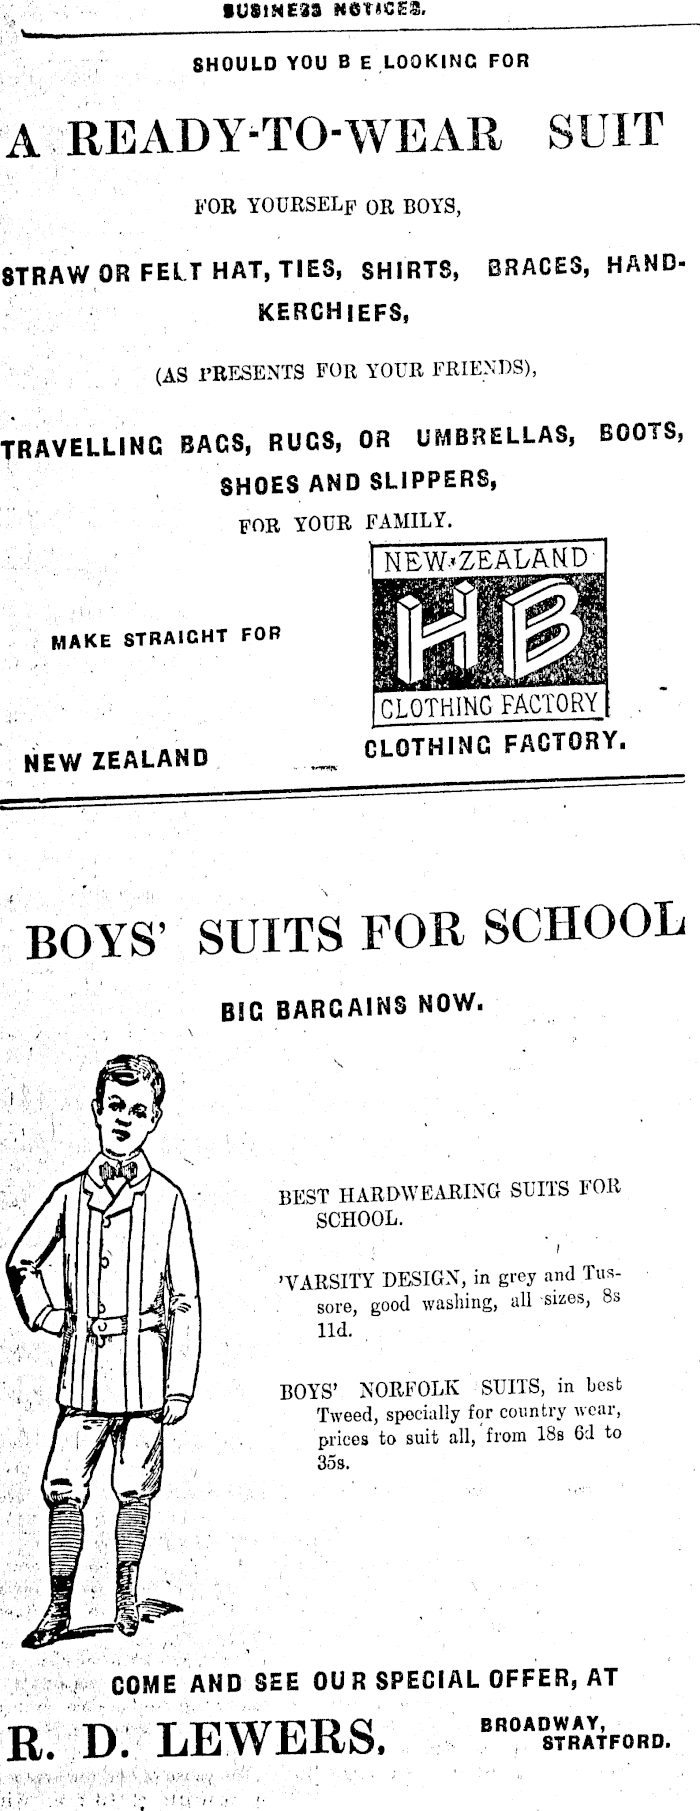 BUSINESS NOTICES.
SHOULD YOU BE LOOKING FOR
A READY-TO-WEAR SUIT
FOR YOURSELF OR BOYS,
STRAW OR FELT HAT, TIES, SHIRTS, BRACES, HAND-
KERCHIEFS,
(AS PRESENTS FOR YOUR FRIENDS),
TRAVELLING BAGS, RUGS, OR UMBRELLAS, BOOTS,
SHOES AND SLIPPERS,
FOR YOUR FAMILY.
MAKE STRAIGHT FOR
NEW ZEALAND
HB
CLOTHING FACTORY
NEW ZEALAND CLOTHING FACTORY.
BOYS' SUITS FOR SCHOOL
BIG BARGAINS NOW.
BEST HARDWEARING SUITS FOR
SCHOOL.
'VARSITY DESIGN, in grey and Tus-
sore, good washing, all sizes, 8s
11d.
BOYS' NORFOLK SUITS, in best
Tweed, specially for country wear,
prices to suit all, from 18s 6d to
35s.
COME AND SEE OUR SPECIAL OFFER, AT
R. D. LEWERS,
BROADWAY,
STRATFORD.